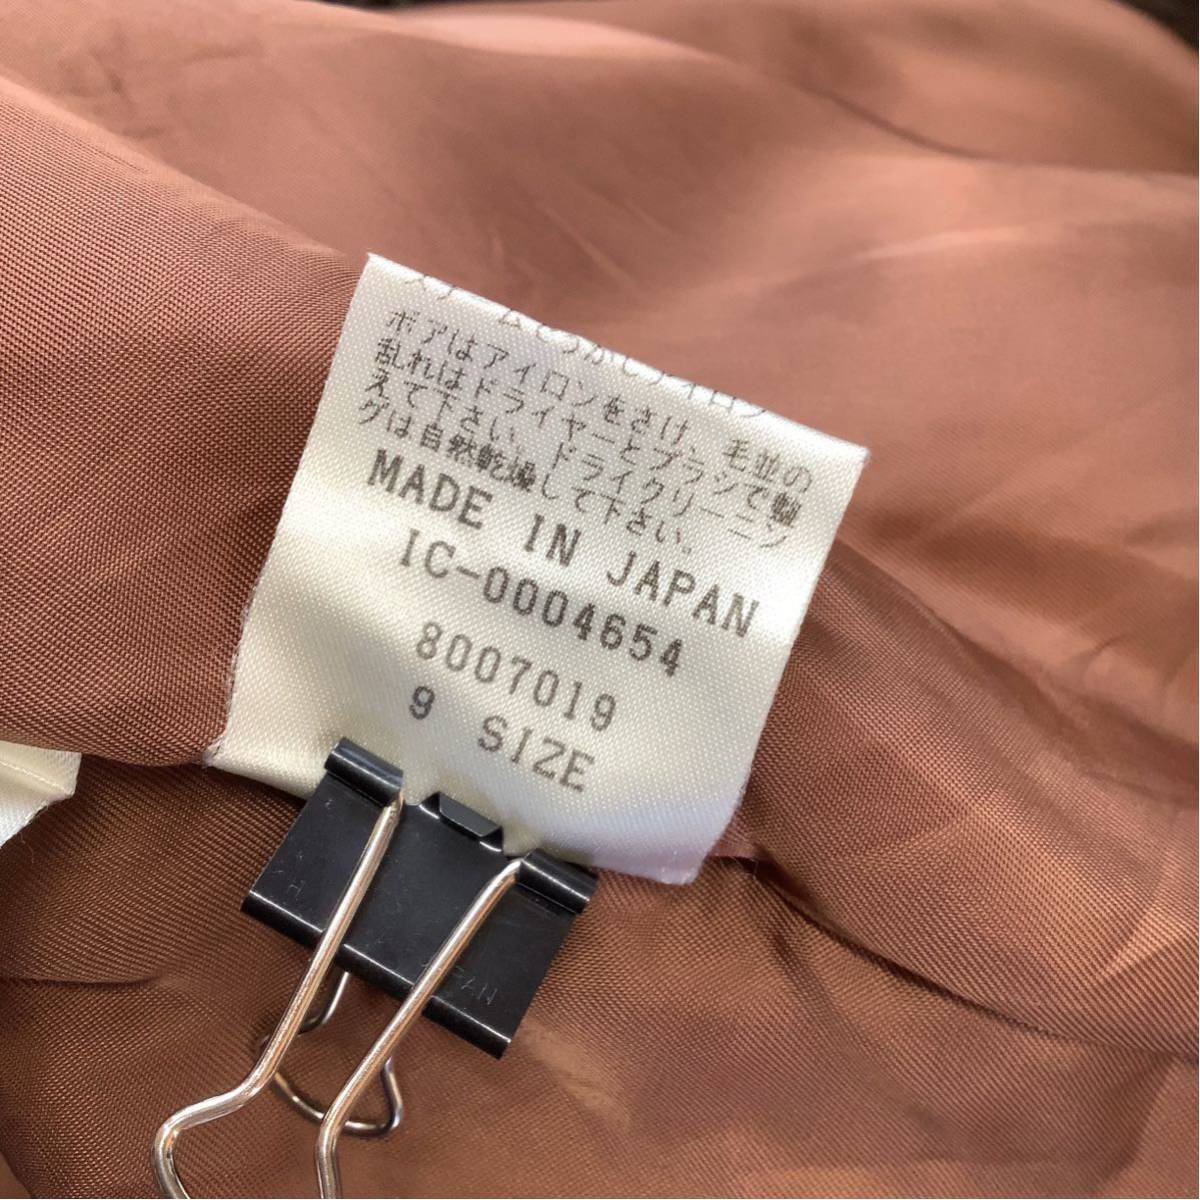 ボアはアイロンをさけ、毛並の
乱れはドライヤーとブラシで整
えて下さい。ドライクリーニン
グは自然乾燥して下さい。
MADE IN JAPAN
IC-0004654
8007019
9 SIZE
JAPAN